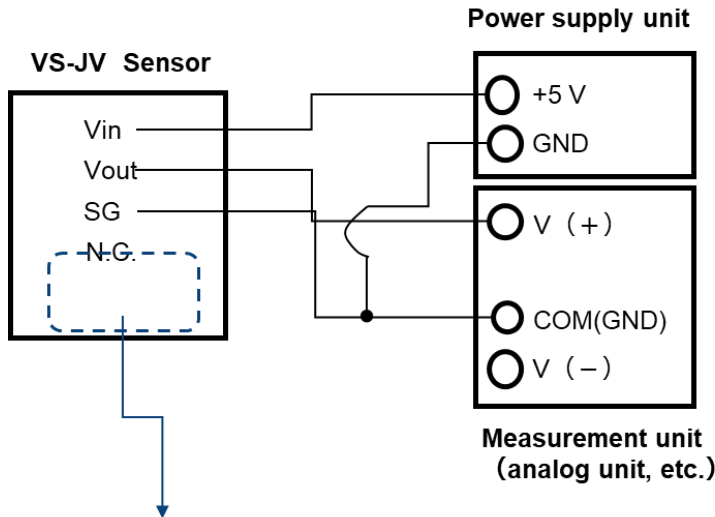 Power supply unit
VS-JV Sensor
Vin
Vout
SG
N.C.
+5 V
GND
V （+）
COM(GND)
V （−）
Measurement unit
（analog unit, etc.）